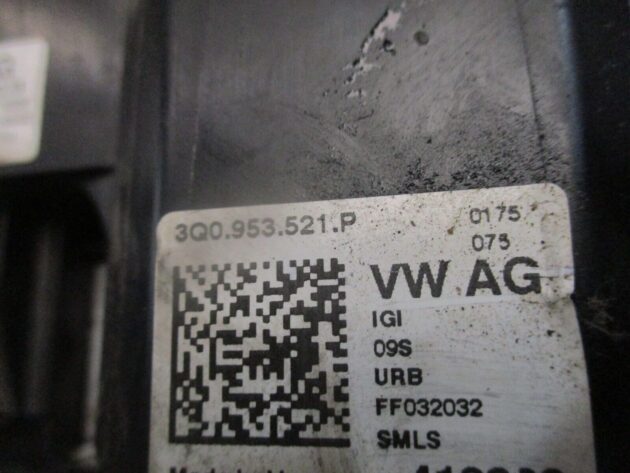 3Q0.953.521.P
0175
075
VW AG
IGI
09S
URB
FF032032
SMLS